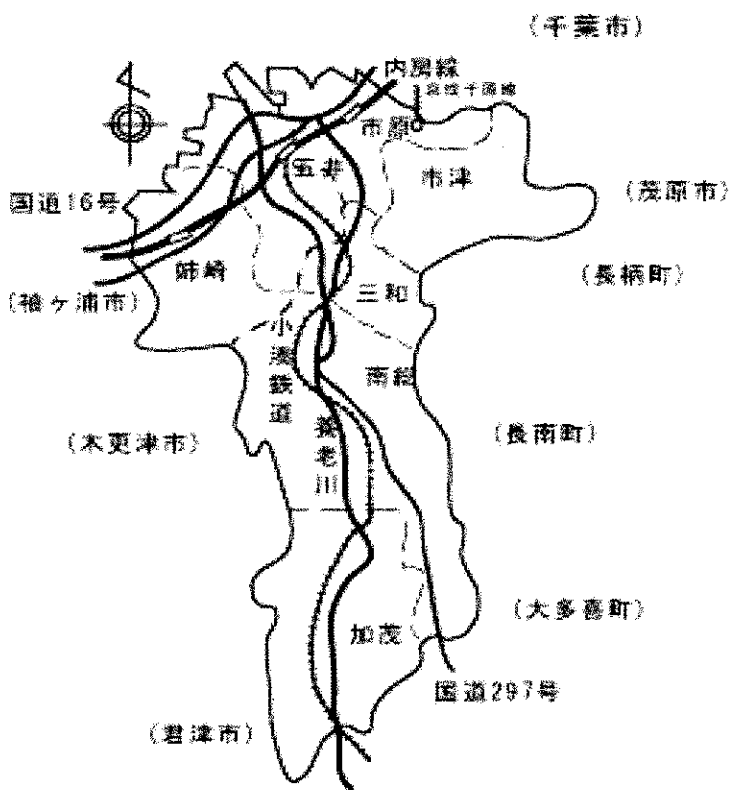 (千葉市)
内房線
京成千原線
市原
五井
市津
国道16号
(茂原市)
姉崎
(長柄町)
三和
(袖ヶ浦市)
小湊鉄道
南総
(木更津市)
(長南町)
養老川
(大多喜町)
加茂
国道297号
(君津市)